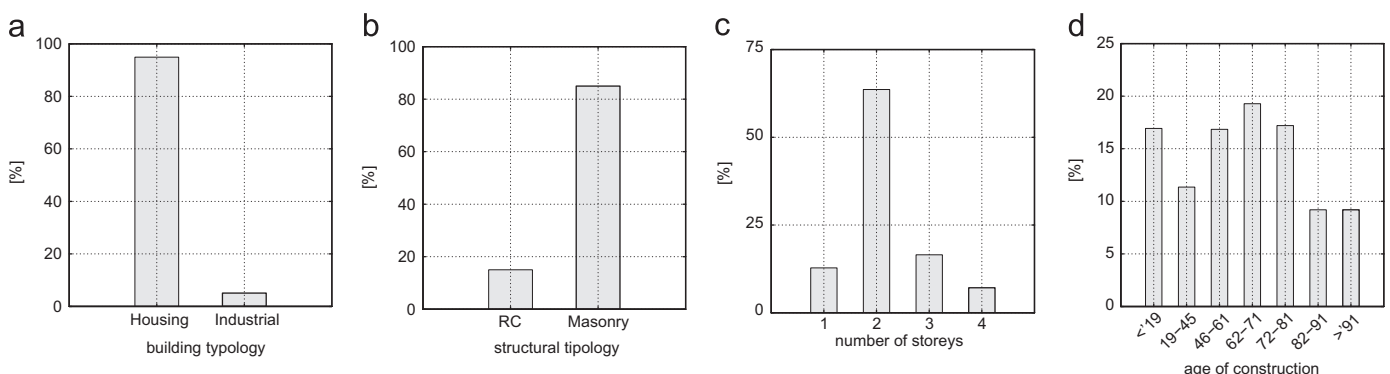 a
100
80
60
40
20
0
[%]
Housing Industrial
building typology
b
100
80
60
40
20
0
[%]
RC Masonry
structural tipology
c
75
50
25
0
[%]
1 2 3 4
number of storeys
d
25
20
15
10
5
0
[%]
<'19 19–45 46–61 62–71 72–81 82–91 >'91
age of construction